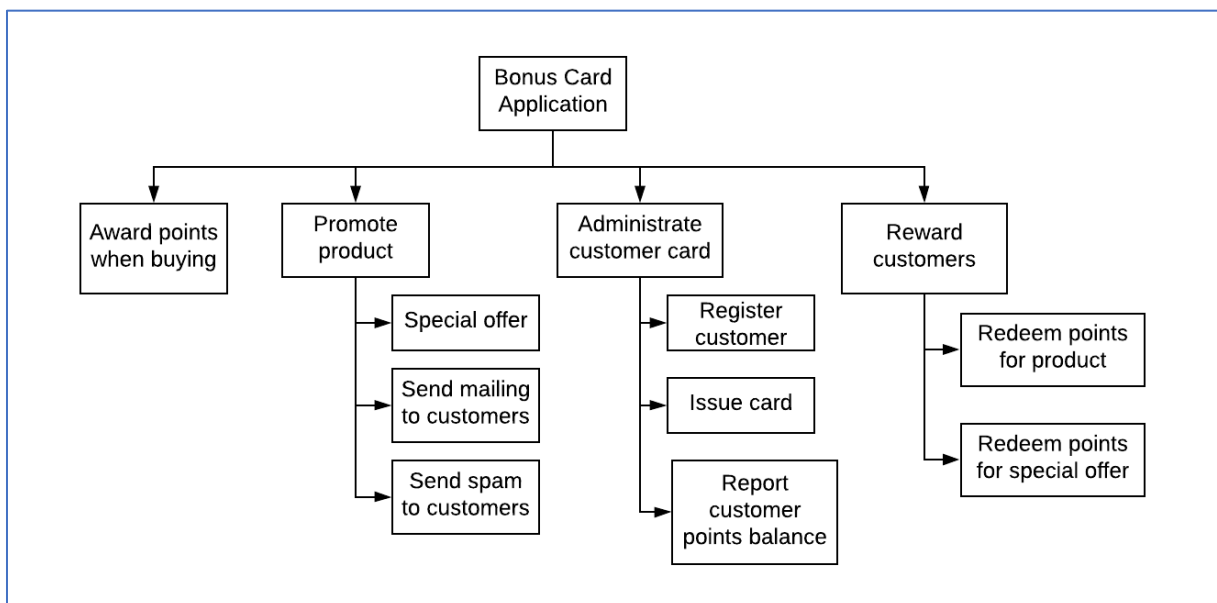 Bonus Card
Application
Award points
when buying
Promote
product
Special offer
Send mailing
to customers
Send spam
to customers
Administrate
customer card
Register
customer
Issue card
Report
customer
points balance
Reward
customers
Redeem points
for product
Redeem points
for special offer